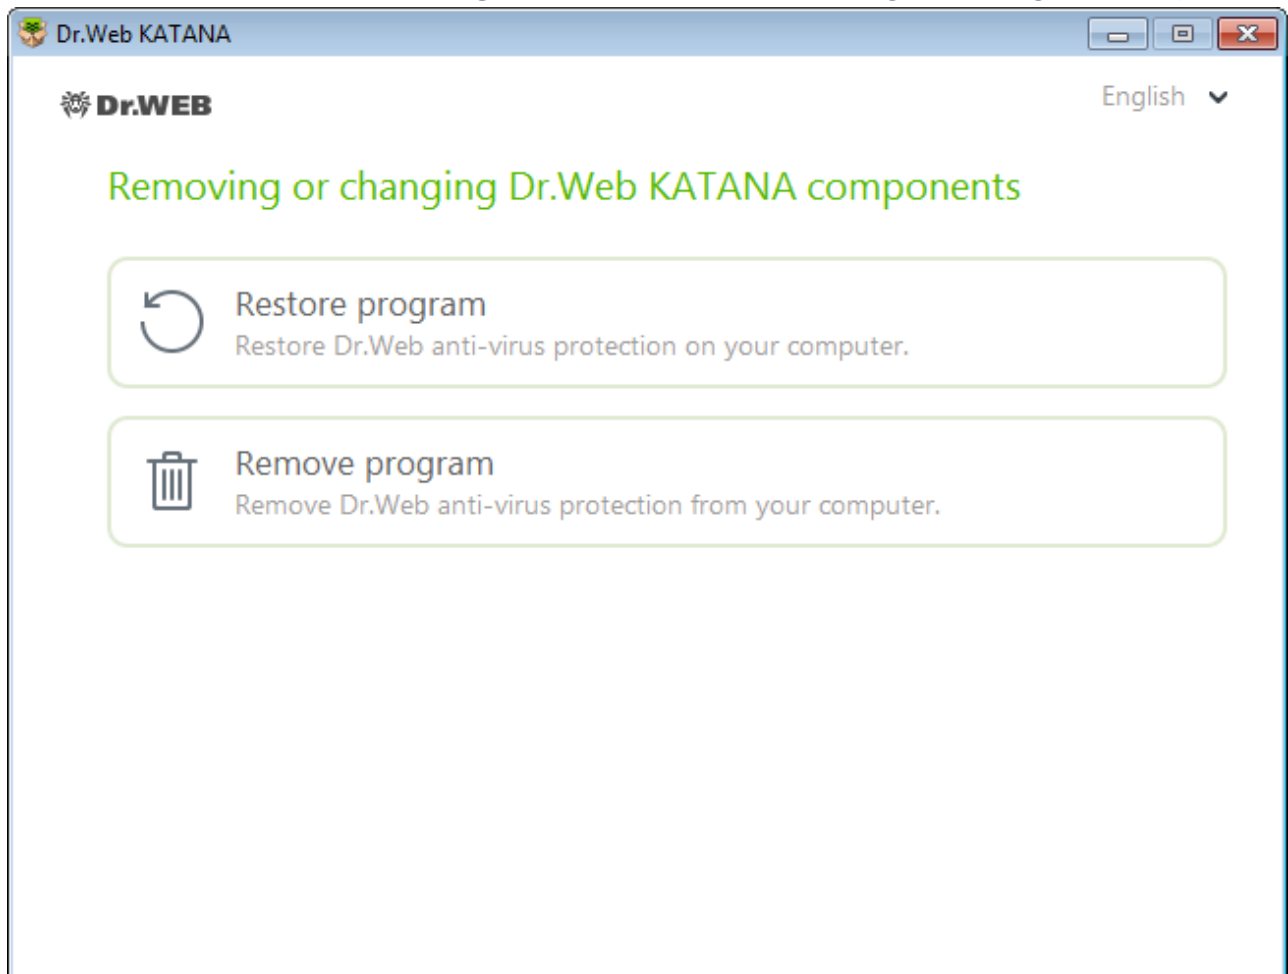 Dr.Web KATANA
Dr.WEB
English
Removing or changing Dr.Web KATANA components
Restore program
Restore Dr.Web anti-virus protection on your computer.
Remove program
Remove Dr.Web anti-virus protection from your computer.